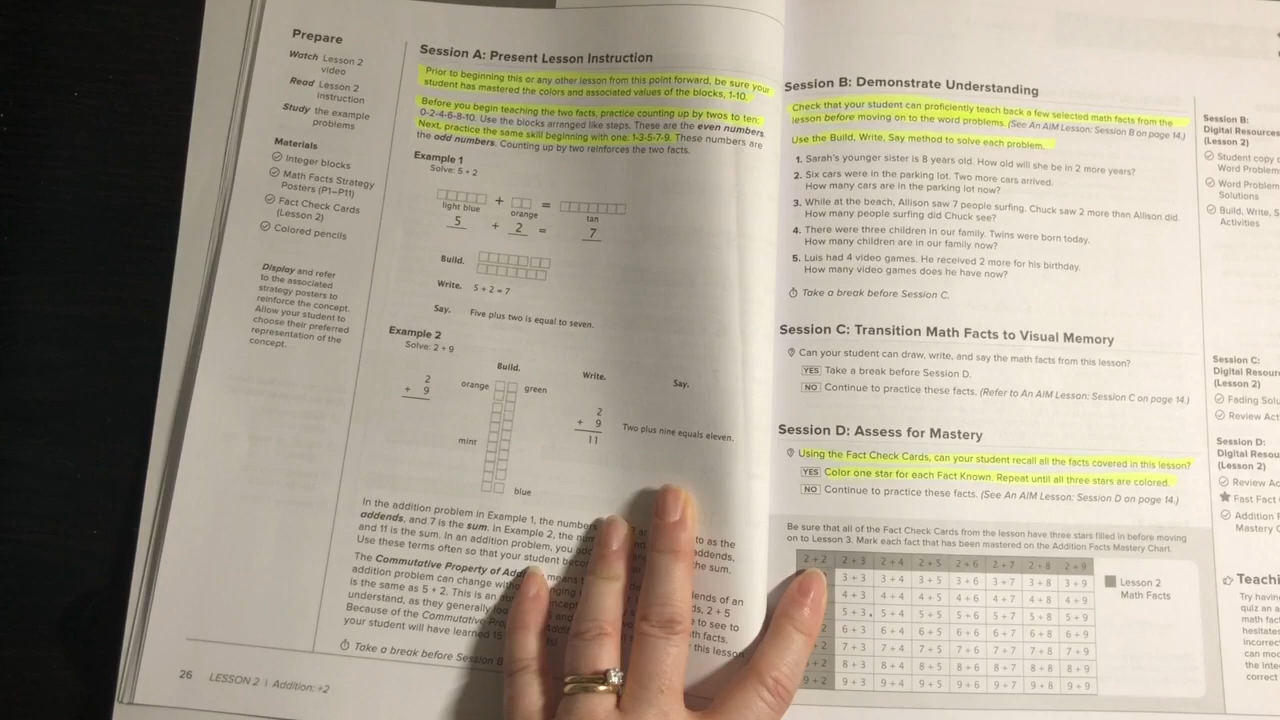 Prepare
Watch Lesson 2
video
Read Lesson 2
instruction
Study the example
problems
Materials
Integer blocks
Math Facts Strategy
Posters (P1–P11)
Fact Check Cards
(Lesson 2)
Colored pencils
Display and refer
to the associated
strategy posters to
reinforce the concept.
Allow your student to
choose their preferred
representation of the
concept.
Session A: Present Lesson Instruction
Prior to beginning this or any other lesson from this point forward, be sure your
student has mastered the colors and associated values of the blocks, 1-10.
Before you begin teaching the two facts, practice counting up by twos to ten:
0-2-4-6-8-10. Use the blocks arranged like steps. These are the even numbers.
Next, practice the same skill beginning with one: 1-3-5-7-9. These numbers are
the odd numbers. Counting up by two reinforces the two facts.
Example 1
Solve: 5 + 2
+ =
light blue orange tan
5 + 2 = 7
Build.
Write. 5 + 2 = 7
Say. Five plus two is equal to seven.
Example 2
Solve: 2 + 9
Build. Write. Say.
2
+ 9
orange green
mint
blue
2
+ 9
11
Two plus nine equals eleven.
In the addition problem in Example 1, the numbers to as the
addends, and 7 is the sum. In Example 2, the addends,
and 11 is the sum. In an addition problem, you the sum.
Use these terms often so that your student
The Commutative Property of means of an
addition problem can change 2 + 5
is the same as 5 + 2. This is an to see to
understand, as they generally facts.
Because of the Commutative this lesson
your student will have learned 15
Take a break before Session B
26 LESSON 2 | Addition: +2
Session B: Demonstrate Understanding
Check that your student can proficiently teach back a few selected math facts from the
lesson before moving on to the word problems. (See An AIM Lesson: Session B on page 14.)
Use the Build, Write, Say method to solve each problem.
1. Sarah's younger sister is 8 years old. How old will she be in 2 more years?
2. Six cars were in the parking lot. Two more cars arrived.
How many cars are in the parking lot now?
3. While at the beach, Allison saw 7 people surfing. Chuck saw 2 more than Allison did.
How many people surfing did Chuck see?
4. There were three children in our family. Twins were born today.
How many children are in our family now?
5. Luis had 4 video games. He received 2 more for his birthday.
How many video games does he have now?
Take a break before Session C.
Session C: Transition Math Facts to Visual Memory
Can your student can draw, write, and say the math facts from this lesson?
YES Take a break before Session D.
NO Continue to practice these facts. (Refer to An AIM Lesson: Session C on page 14.)
Session D: Assess for Mastery
Using the Fact Check Cards, can your student recall all the facts covered in this lesson?
YES Color one star for each Fact Known. Repeat until all three stars are colored.
NO Continue to practice these facts. (See An AIM Lesson: Session D on page 14.)
Be sure that all of the Fact Check Cards from the lesson have three stars filled in before moving
on to Lesson 3. Mark each fact that has been mastered on the Addition Facts Mastery Chart.
2 + 2 2 + 3 2 + 4 2 + 5 2 + 6 2 + 7 2 + 8 2 + 9
3 + 3 3 + 4 3 + 5 3 + 6 3 + 7 3 + 8 3 + 9
4 + 3 4 + 4 4 + 5 4 + 6 4 + 7 4 + 8 4 + 9
5 + 3 5 + 4 5 + 5 5 + 6 5 + 7 5 + 8 5 + 9
2 6 + 3 6 + 4 6 + 5 6 + 6 6 + 7 6 + 8 6 + 9
+ 2 7 + 3 7 + 4 7 + 5 7 + 6 7 + 7 7 + 8 7 + 9
+ 2 8 + 3 8 + 4 8 + 5 8 + 6 8 + 7 8 + 8 8 + 9
9 + 2 9 + 3 9 + 4 9 + 5 9 + 6 9 + 7 9 + 8 9 + 9
Lesson 2
Math Facts
Session B:
Digital Resources
(Lesson 2)
Student copy
Word Problem
Word Problem
Solutions
Build, Write, S
Activities
Session C:
Digital Resour
(Lesson 2)
Fading Solu
Review Act
Session D:
Digital Resou
(Lesson 2)
Review Ac
Fast Fact
Addition F
Mastery C
Teachi
Try having
quiz an a
math fact
hesitates
incorrect
can mod
the inte
correct